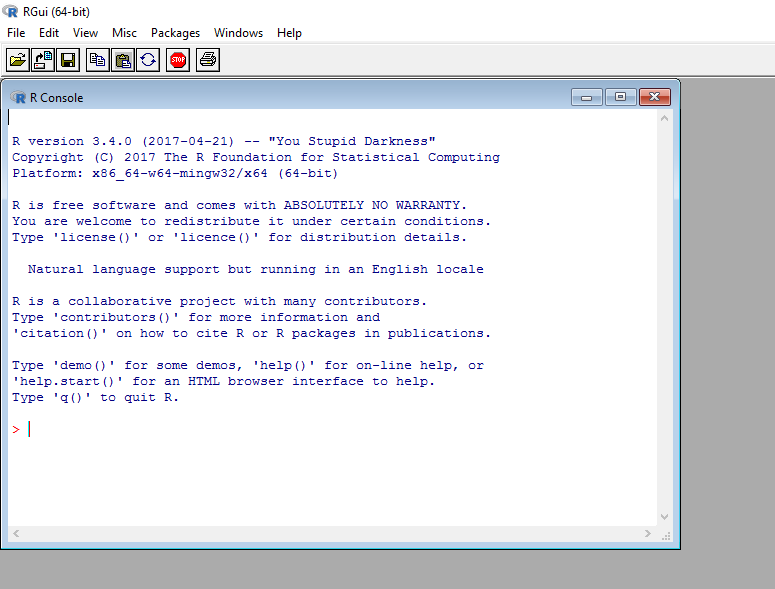 RGui (64-bit)
File Edit View Misc Packages Windows Help
STOP
R Console
R version 3.4.0 (2017-04-21) -- "You Stupid Darkness"
Copyright (C) 2017 The R Foundation for Statistical Computing
Platform: x86_64-w64-mingw32/x64 (64-bit)
R is free software and comes with ABSOLUTELY NO WARRANTY.
You are welcome to redistribute it under certain conditions.
Type 'license()' or 'licence()' for distribution details.
Natural language support but running in an English locale
R is a collaborative project with many contributors.
Type 'contributors()' for more information and
'citation()' on how to cite R or R packages in publications.
Type 'demo()' for some demos, 'help()' for on-line help, or
'help.start()' for an HTML browser interface to help.
Type 'q()' to quit R.
>